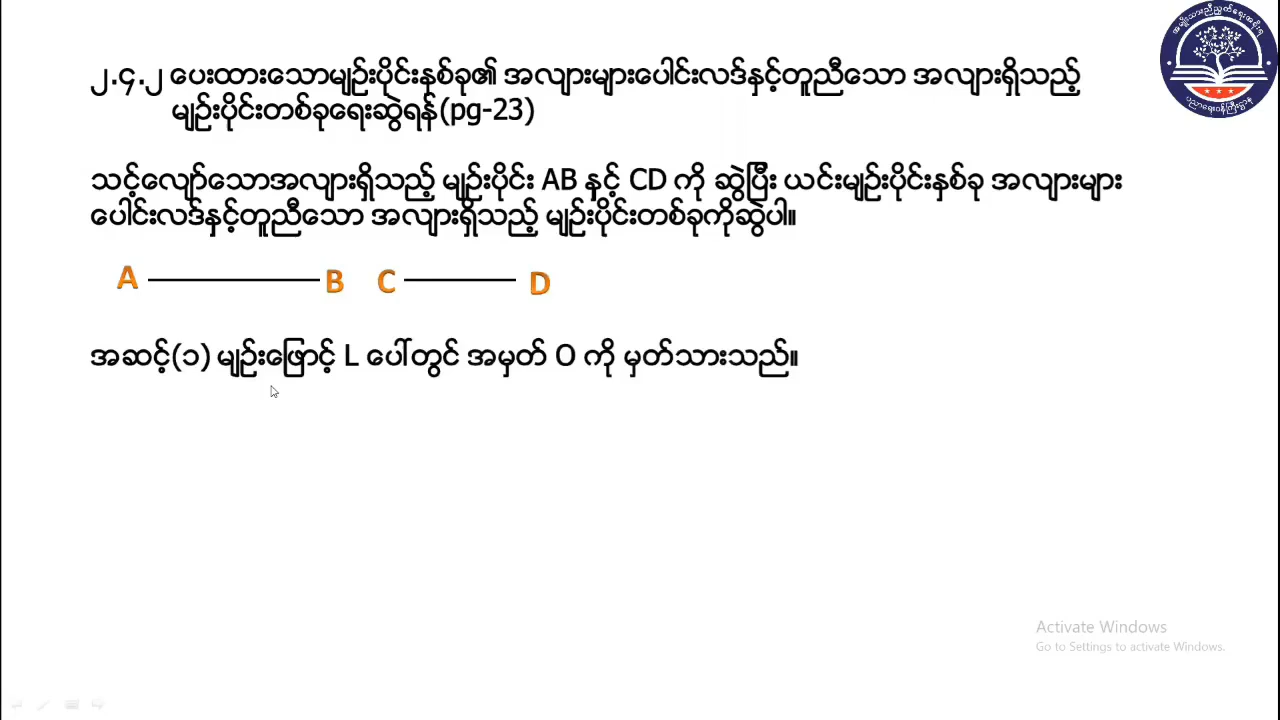 ၂.၄.၂ ပေးထားသောမျဉ်းပိုင်းနှစ်ခု၏ အလျားများပေါင်းလဒ်နှင့်တူညီသော အလျားရှိသည့်
မျဉ်းပိုင်းတစ်ခုရေးဆွဲရန်(pg-23)
သင့်လျော်သောအလျားရှိသည့် မျဉ်းပိုင်း AB နှင့် CD ကို ဆွဲပြီး ယင်းမျဉ်းပိုင်းနှစ်ခု အလျားများ
ပေါင်းလဒ်နှင့်တူညီသော အလျားရှိသည့် မျဉ်းပိုင်းတစ်ခုကိုဆွဲပါ။
A B C D
အဆင့်(၁) မျဉ်းဖြောင့် L ပေါ်တွင် အမှတ် O ကို မှတ်သားသည်။
Activate Windows
Go to Settings to activate Windows.